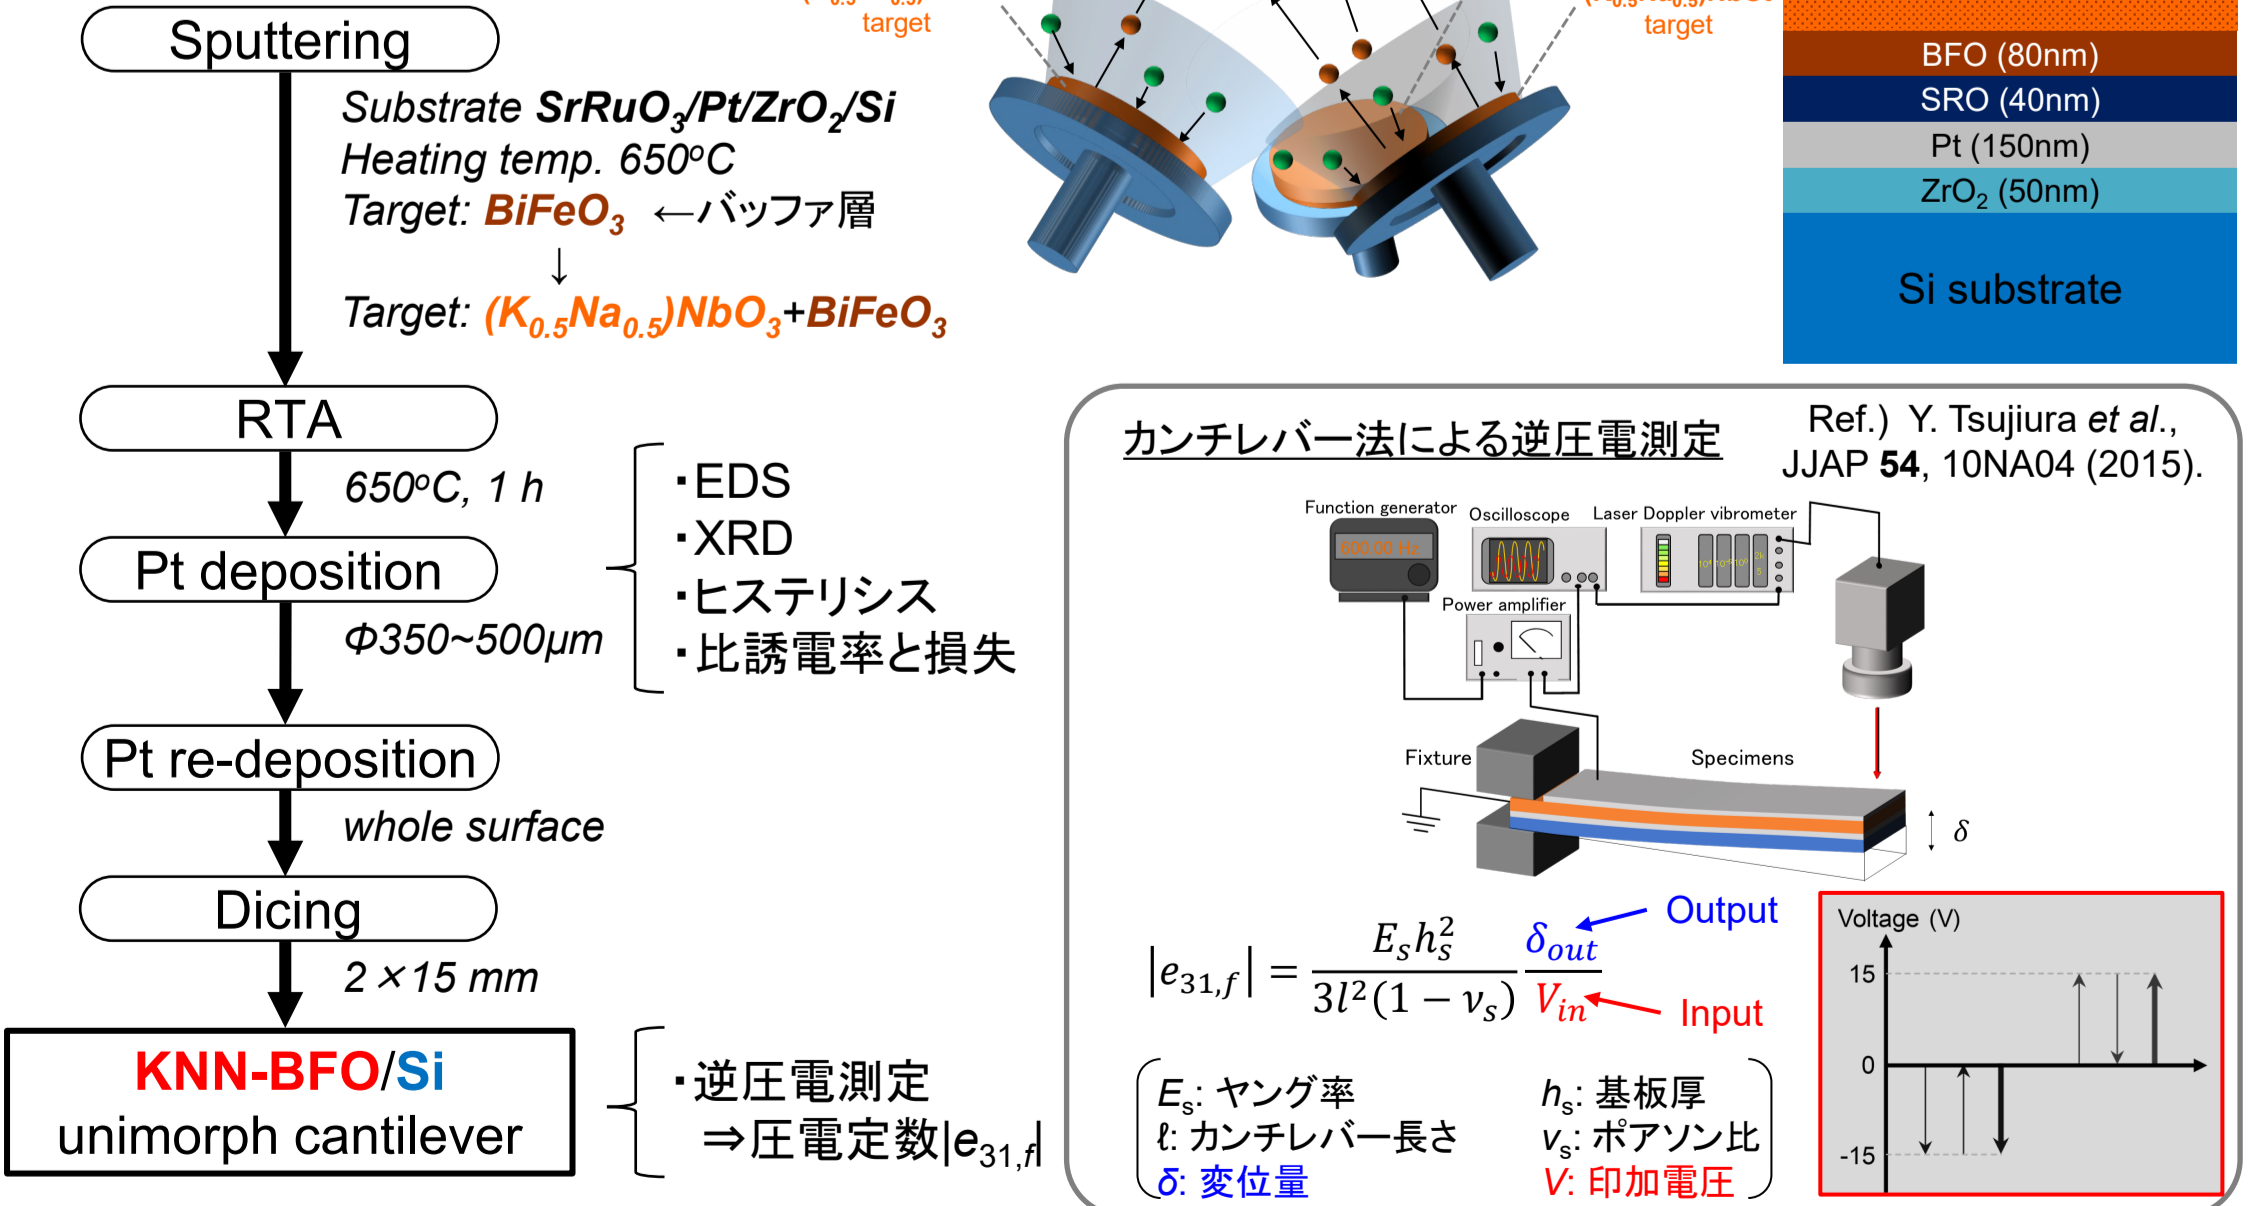 Sputtering
Substrate SrRuO3/Pt/ZrO2/Si
Heating temp. 650oC
Target: BiFeO3 ←バッファ層
↓
Target: (K0.5Na0.5)NbO3+BiFeO3
RTA
650oC, 1 h
Pt deposition
Φ350~500μm
・EDS
・XRD
・ヒステリシス
・比誘電率と損失
Pt re-deposition
whole surface
Dicing
2×15 mm
KNN-BFO/Si
unimorph cantilever
・逆圧電測定
⇒圧電定数|e31,f|
target
target
BFO (80nm)
SRO (40nm)
Pt (150nm)
ZrO2 (50nm)
Si substrate
カンチレバー法による逆圧電測定
Ref.) Y. Tsujiura et al.,
JJAP 54, 10NA04 (2015).
Function generator
Oscilloscope
Laser Doppler vibrometer
600.00 Hz
Power amplifier
Fixture
Specimens
δ
|e31,f| = Es hs2 / 3l2(1 − νs) δout / Vin
Output
Input
Es: ヤング率
hs: 基板厚
ℓ: カンチレバー長さ
νs: ポアソン比
δ: 変位量
V: 印加電圧
Voltage (V)
15
0
-15